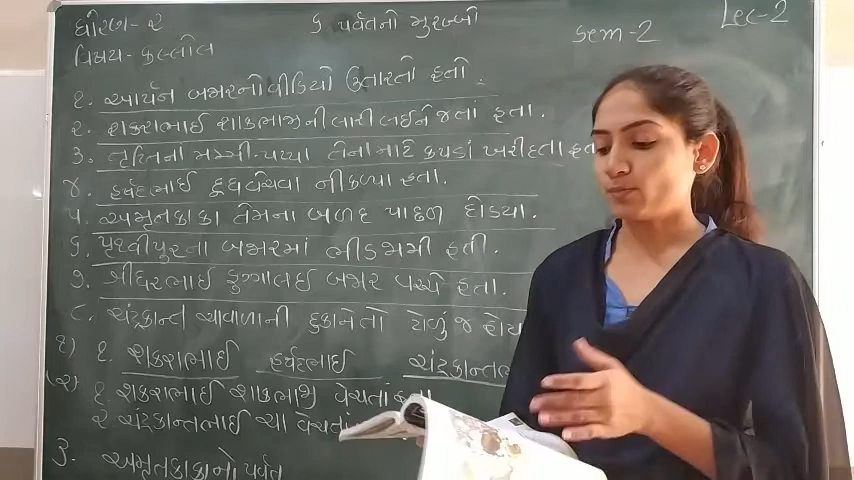 ધોરણ - ૨
૬ પર્વતનો મુરબ્બી
sem - 2
Lec - 2
વિષય - કલ્લોલ
૧. આર્યન બજારનો વીડિયો ઉતારતો હતો.
૨. શકરાભાઈ શાકભાજીની લારી લઈને જતાં હતા.
૩. તૃપ્તિના મમ્મી-પપ્પા તેના માટે કપડાં ખરીદતા હતા
૪. હર્ષદભાઈ દૂધ વેચવા નીકળ્યા હતા.
૫. અમૃતકાકા તેમના બળદ પાછળ દોડ્યા.
૬. પૃથ્વીપુરના બજારમાં ભીડ જામી હતી.
૭. શ્રીધરભાઈ ફુગ્ગા લઈ બજાર વચ્ચે હતા.
૮. ચંદ્રકાન્ત ચાવાળાની દુકાને તો ટોળું જ હોય
૧) ૧. શકરાભાઈ હર્ષદભાઈ ચંદ્રકાન્તભ
(૨) ૧ શકરાભાઈ શાકભાજી વેચતાં હતા
૨ ચંદ્રકાન્તભાઈ ચા વેચતાં
૩. અમૃતકાકાનો પર્વત